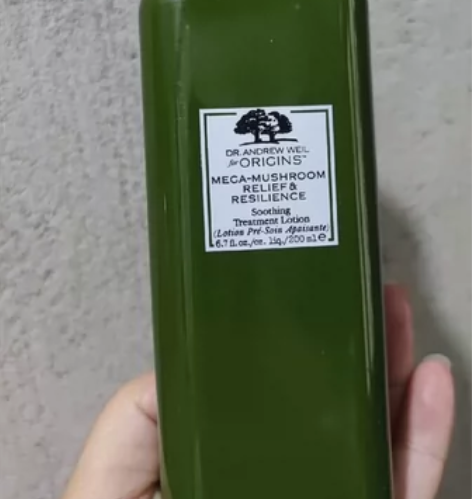 DR. ANDREW WEIL
for ORIGINS™
MEGA-MUSHROOM
RELIEF &
RESILIENCE
Soothing
Treatment Lotion
(Lotion Pré-Soin Apaisante)
6.7 fl. oz./oz. liq./200 ml e